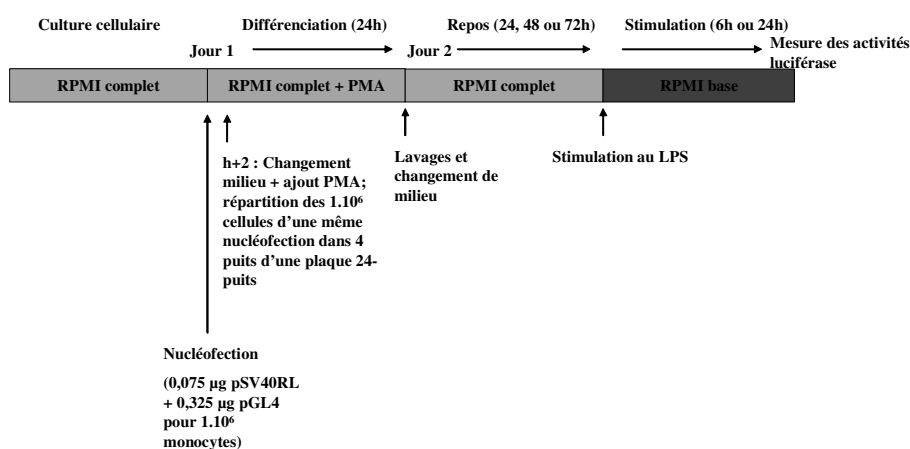 Culture cellulaire
Différenciation (24h)
Repos (24, 48 ou 72h)
Stimulation (6h ou 24h)
Mesure des activités
luciférase
Jour 1
Jour 2
RPMI complet
RPMI complet + PMA
RPMI complet
RPMI base
h+2 : Changement
milieu + ajout PMA;
répartition des 1.10⁶
cellules d’une même
nucléofection dans 4
puits d’une plaque 24-
puits
Lavages et
changement de
milieu
Stimulation au LPS
Nucléofection
(0,075 µg pSV40RL
+ 0,325 µg pGL4
pour 1.10⁶
monocytes)